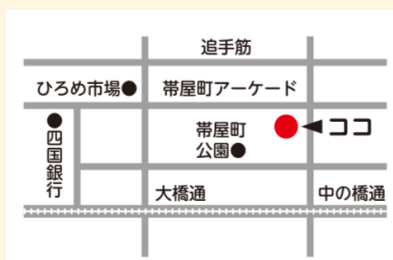 追手筋
ひろめ市場●
帯屋町アーケード
●四国銀行
帯屋町
公園●
◀ココ
大橋通
中の橋通